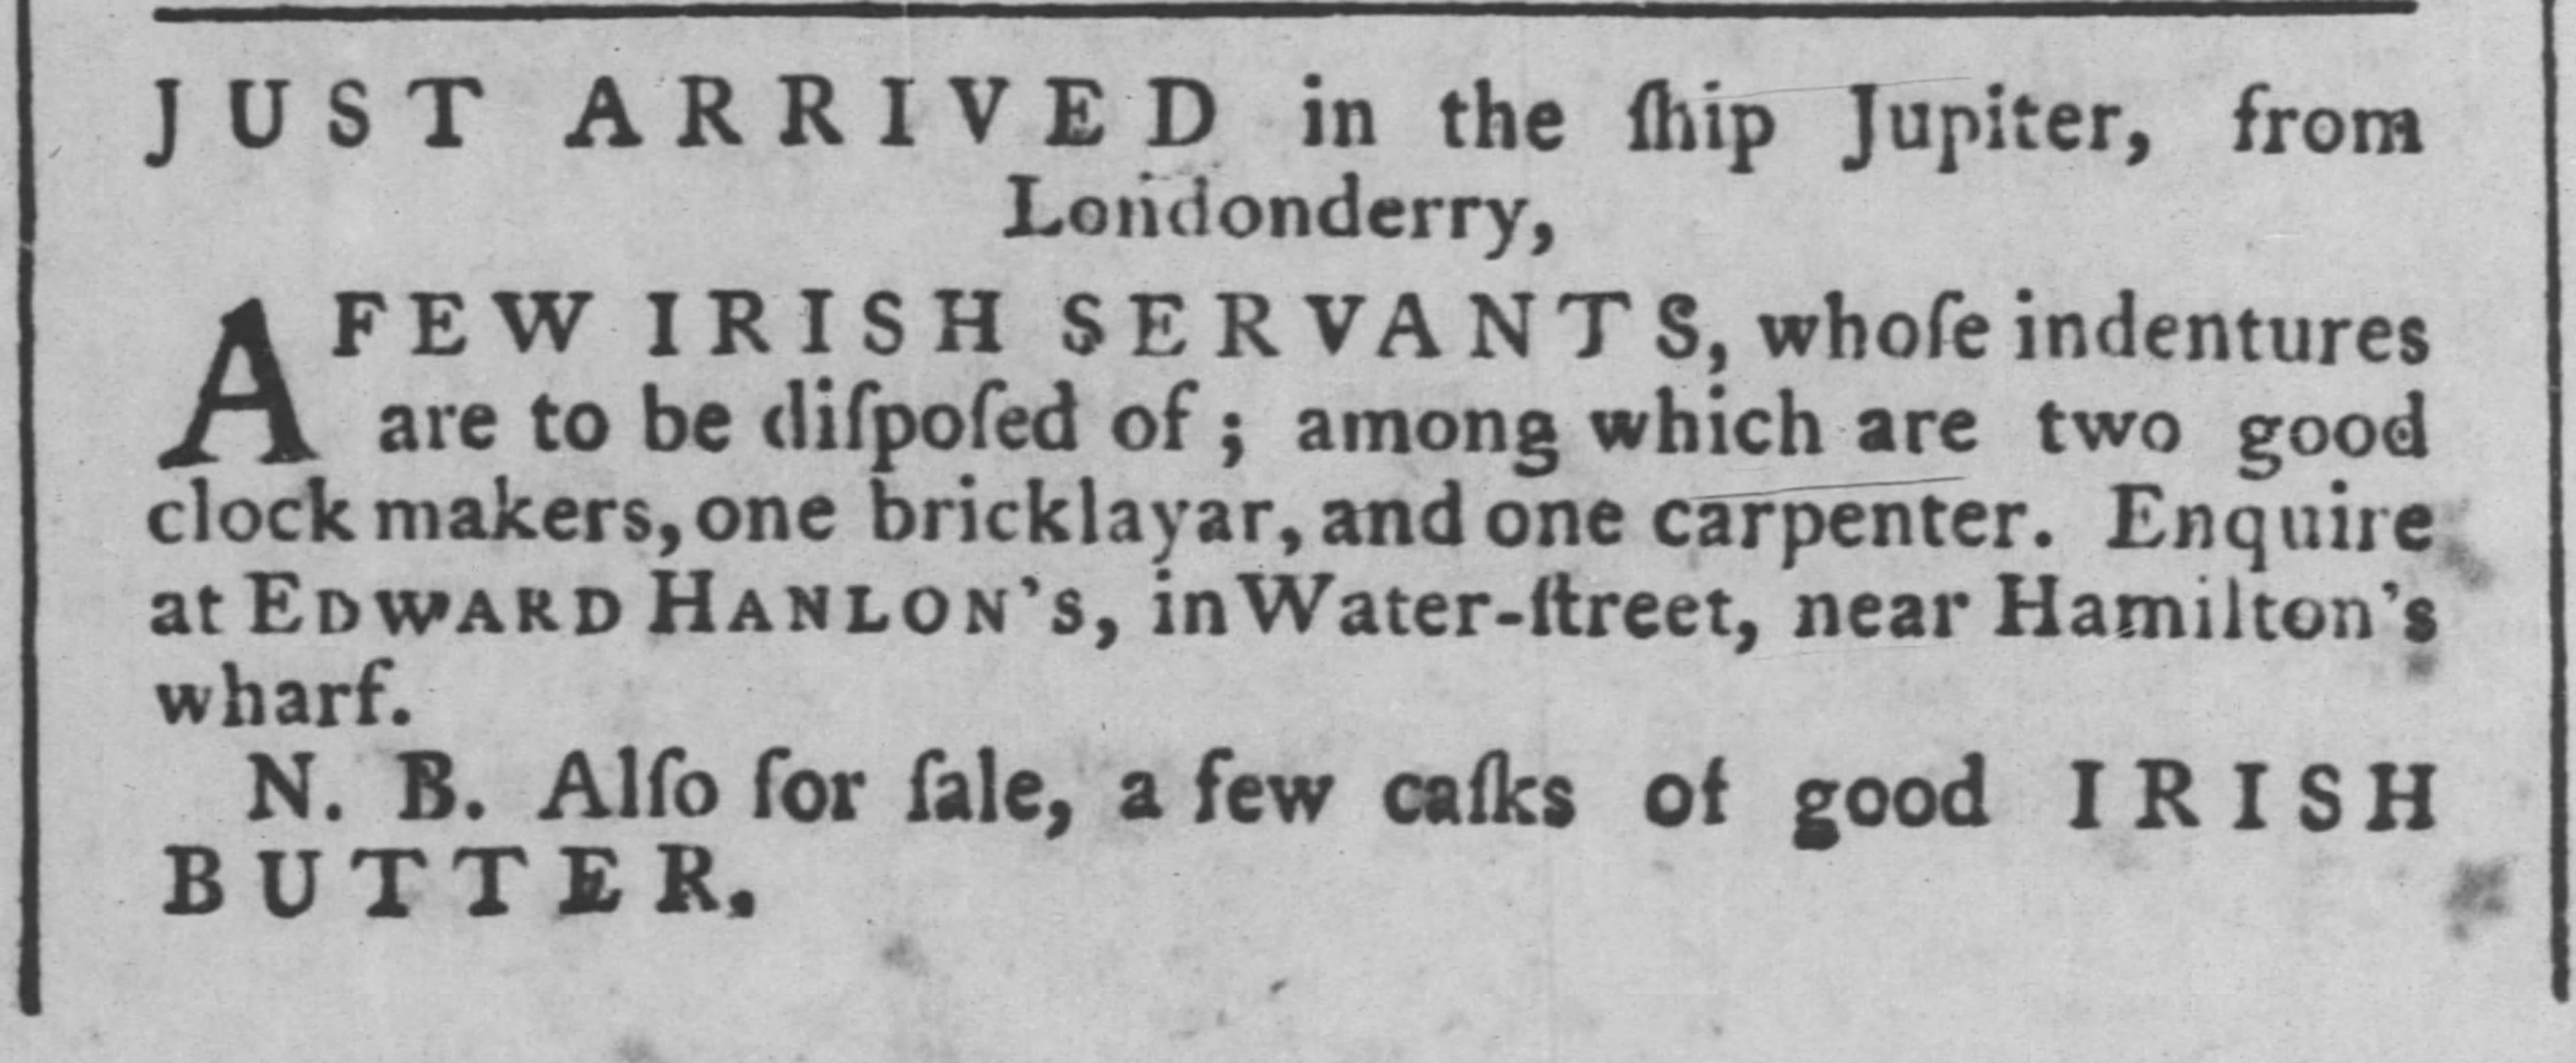 JUST ARRIVED in the ſhip Jupiter, from
Londonderry,
A FEW IRISH SERVANTS, whoſe indentures
are to be diſpoſed of ; among which are two good
clock makers, one bricklayar, and one carpenter. Enquire
at EDWARD HANLON'S, in Water-ſtreet, near Hamilton's
wharf.
N. B. Alſo for ſale, a few caſks of good IRISH
BUTTER.